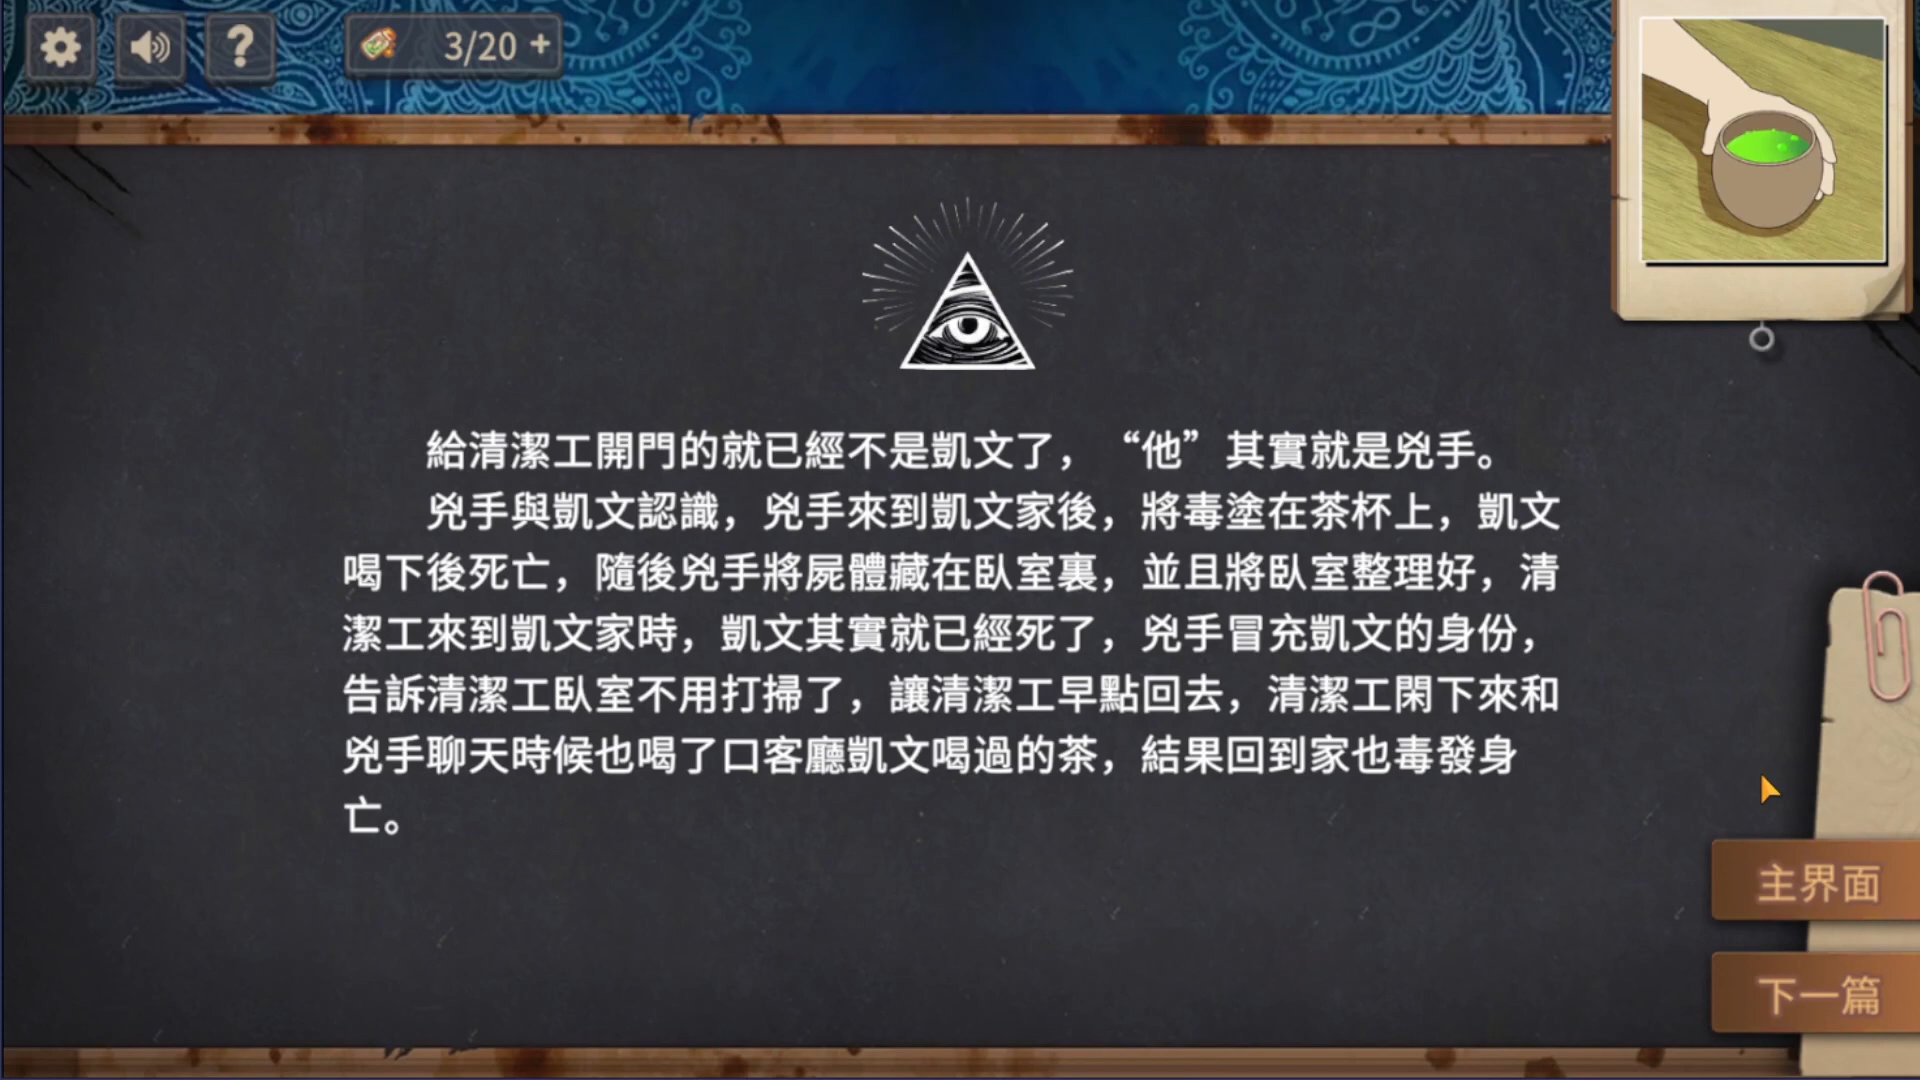 3/20 +
給清潔工開門的就已經不是凱文了，“他”其實就是兇手。
兇手與凱文認識，兇手來到凱文家後，將毒塗在茶杯上，凱文
喝下後死亡，隨後兇手將屍體藏在臥室裏，並且將臥室整理好，清
潔工來到凱文家時，凱文其實就已經死了，兇手冒充凱文的身份，
告訴清潔工臥室不用打掃了，讓清潔工早點回去，清潔工閑下來和
兇手聊天時候也喝了口客廳凱文喝過的茶，結果回到家也毒發身
亡。
主界面
下一篇